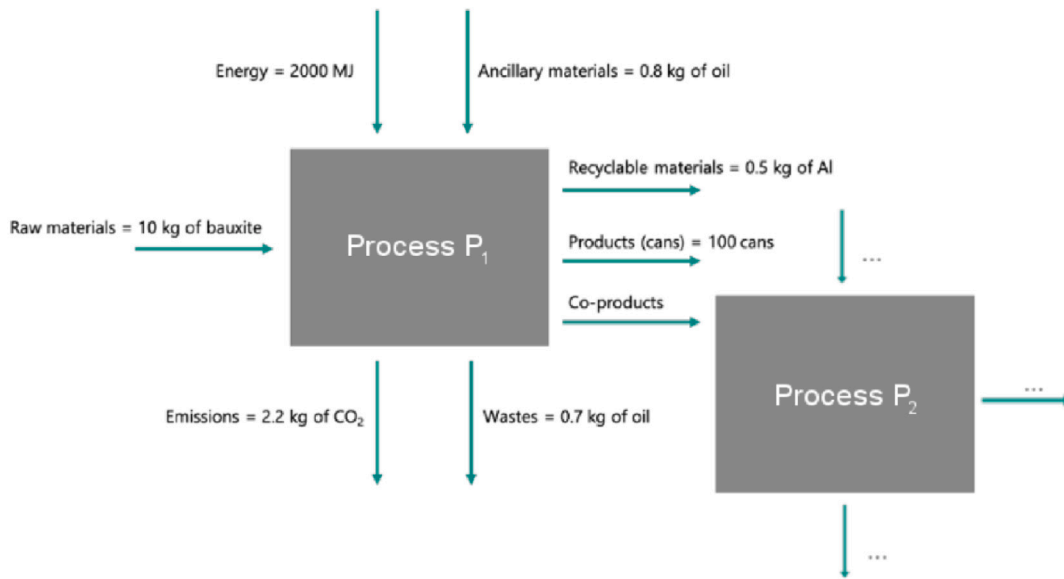 Energy = 2000 MJ
Ancillary materials = 0.8 kg of oil
Recyclable materials = 0.5 kg of Al
Raw materials = 10 kg of bauxite
Process P₁
Products (cans) = 100 cans
...
Co-products
Process P₂
...
Emissions = 2.2 kg of CO₂
Wastes = 0.7 kg of oil
...